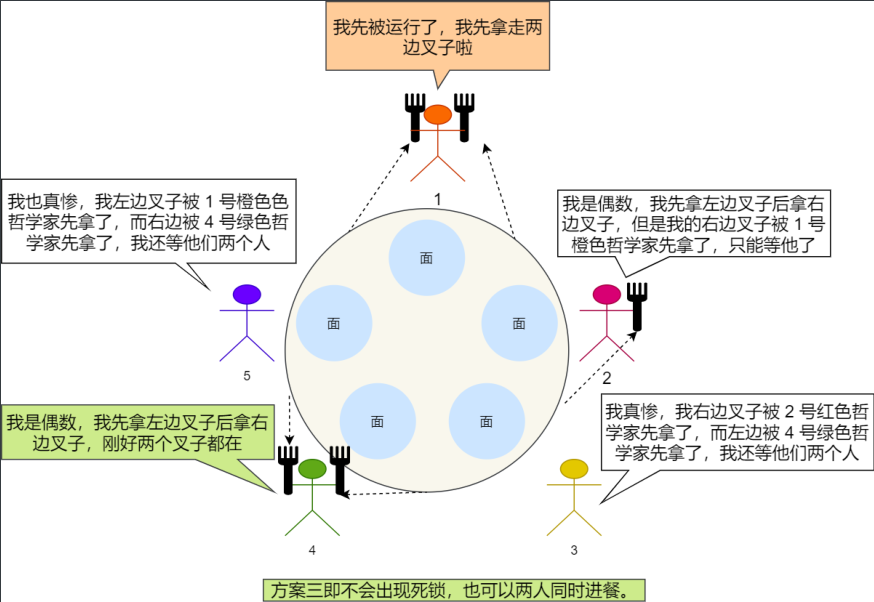 我先被运行了，我先拿走两
边叉子啦
1
我也真惨，我左边叉子被 1 号橙色色
哲学家先拿了，而右边被 4 号绿色哲
学家先拿了，我还等他们两个人
我是偶数，我先拿左边叉子后拿右
边叉子，但是我的右边叉子被 1 号
橙色哲学家先拿了，只能等他了
面
面
面
5
2
我是偶数，我先拿左边叉子后拿右
边叉子，刚好两个叉子都在
面
面
我真惨，我右边叉子被 2 号红色哲
学家先拿了，而左边被 4 号绿色哲
学家先拿了，我还等他们两个人
4
3
方案三即不会出现死锁，也可以两人同时进餐。